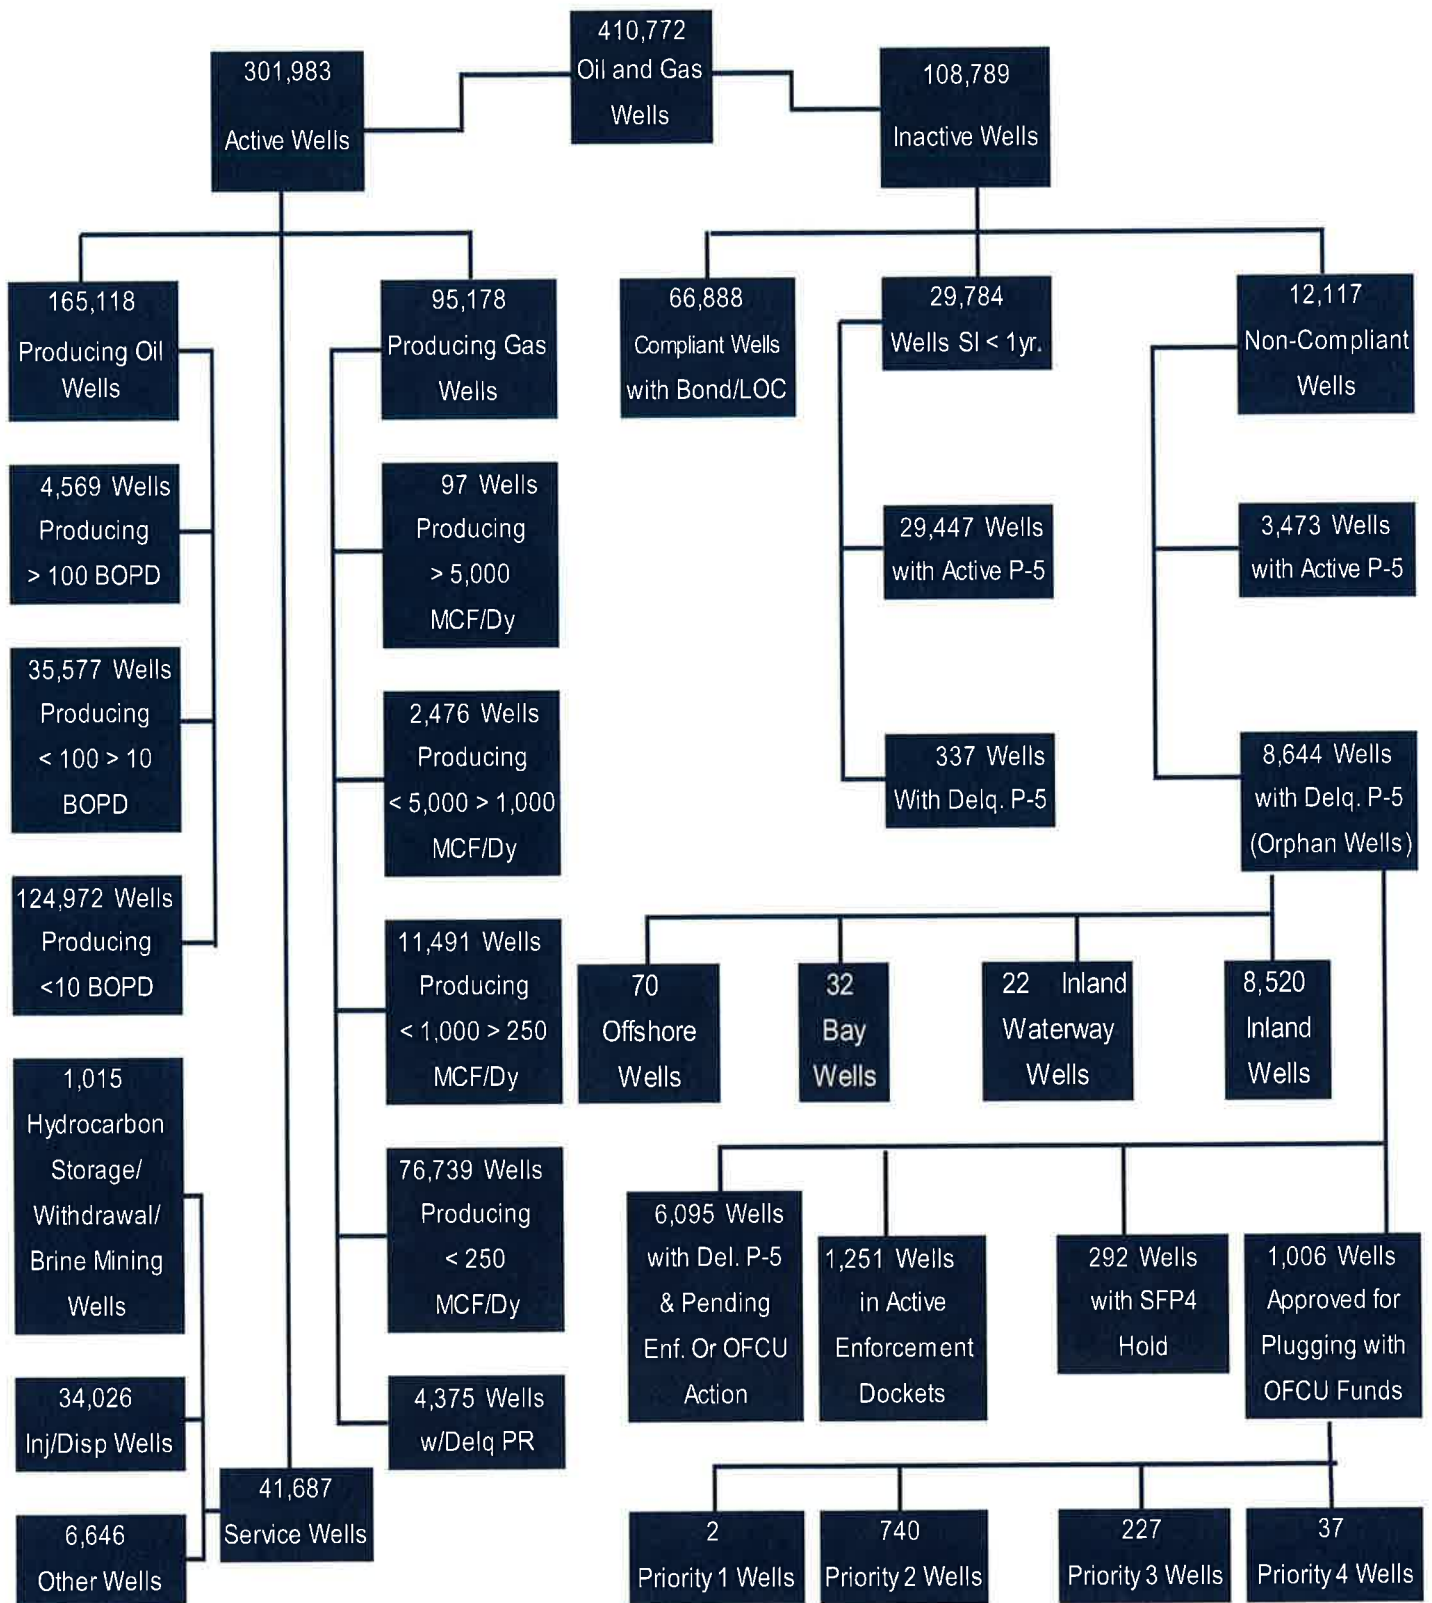 410,772
Oil and Gas
Wells
301,983
Active Wells
108,789
Inactive Wells
165,118
Producing Oil
Wells
95,178
Producing Gas
Wells
66,888
Compliant Wells
with Bond/LOC
29,784
Wells SI < 1yr.
12,117
Non-Compliant
Wells
4,569 Wells
Producing
> 100 BOPD
97 Wells
Producing
> 5,000
MCF/Dy
29,447 Wells
with Active P-5
3,473 Wells
with Active P-5
35,577 Wells
Producing
< 100 > 10
BOPD
2,476 Wells
Producing
< 5,000 > 1,000
MCF/Dy
337 Wells
With Delq. P-5
8,644 Wells
with Delq. P-5
(Orphan Wells)
124,972 Wells
Producing
<10 BOPD
11,491 Wells
Producing
< 1,000 > 250
MCF/Dy
70
Offshore
Wells
32
Bay
Wells
22 Inland
Waterway
Wells
8,520
Inland
Wells
1,015
Hydrocarbon
Storage/
Withdrawal/
Brine Mining
Wells
76,739 Wells
Producing
< 250
MCF/Dy
6,095 Wells
with Del. P-5
& Pending
Enf. Or OFCU
Action
1,251 Wells
in Active
Enforcement
Dockets
292 Wells
with SFP4
Hold
1,006 Wells
Approved for
Plugging with
OFCU Funds
34,026
Inj/Disp Wells
4,375 Wells
w/Delq PR
41,687
Service Wells
6,646
Other Wells
2
Priority 1 Wells
740
Priority 2 Wells
227
Priority 3 Wells
37
Priority 4 Wells